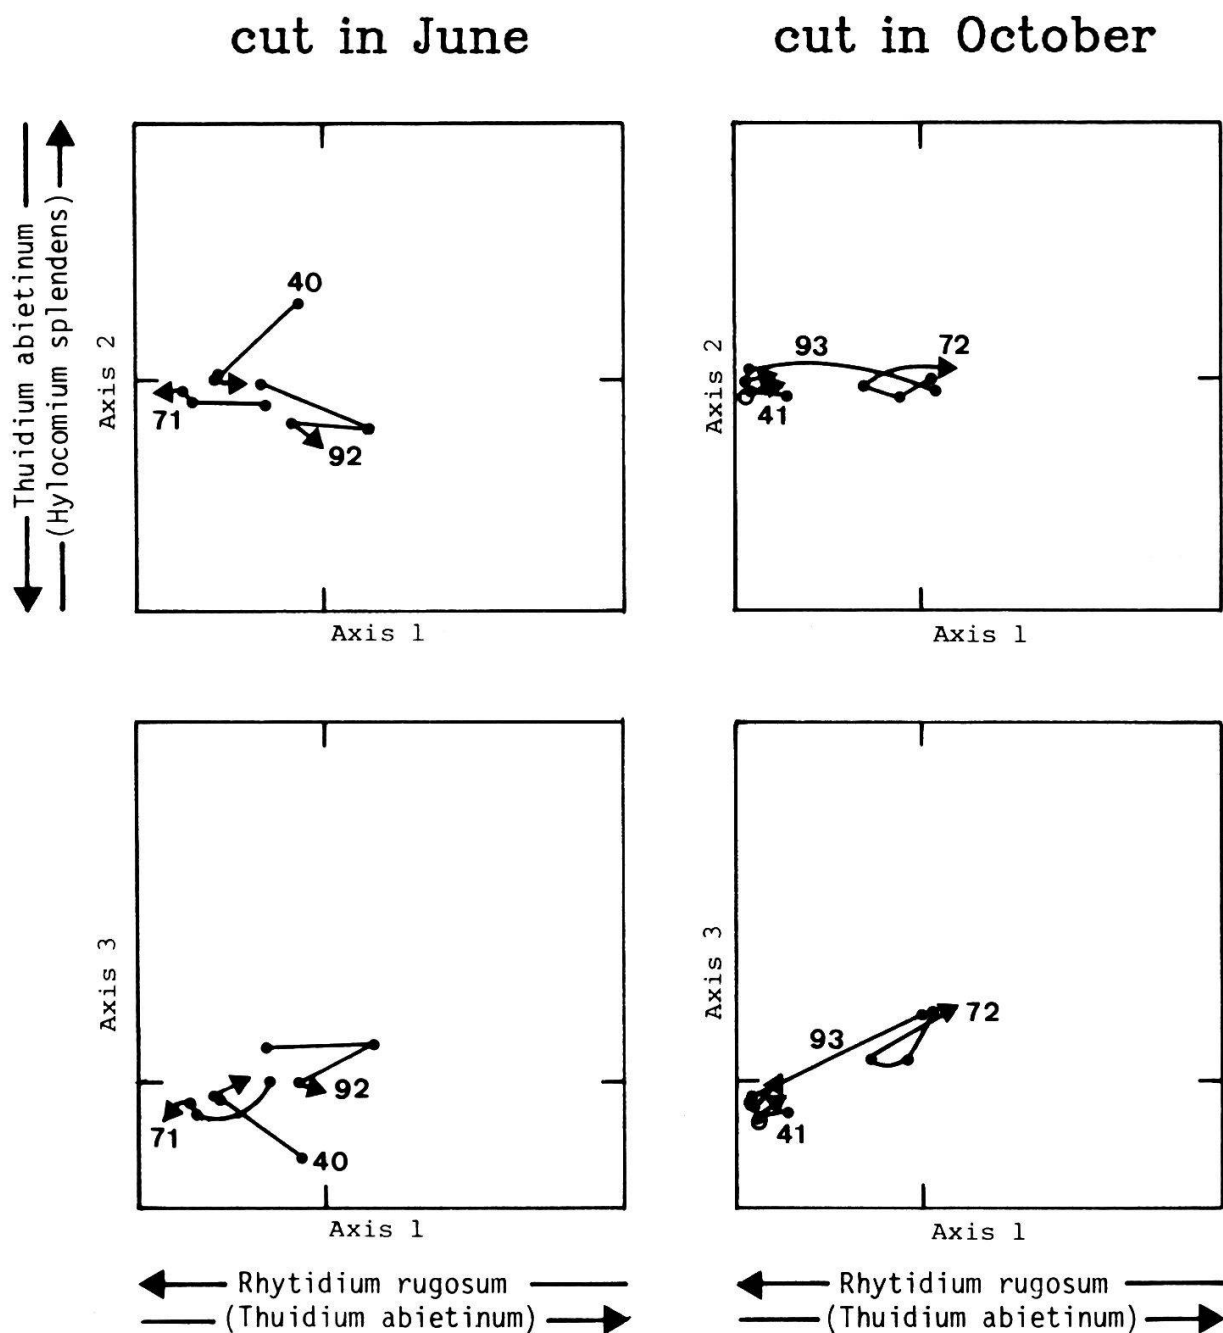 cut in June
cut in October
Thuidium abietinum
(Hylocomium splendens)
Axis 2
40
71
92
Axis 1
Axis 2
93
72
41
Axis 1
Axis 3
92
71
40
Axis 1
Axis 3
72
93
41
Axis 1
Rhytidium rugosum
(Thuidium abietinum)
Rhytidium rugosum
(Thuidium abietinum)